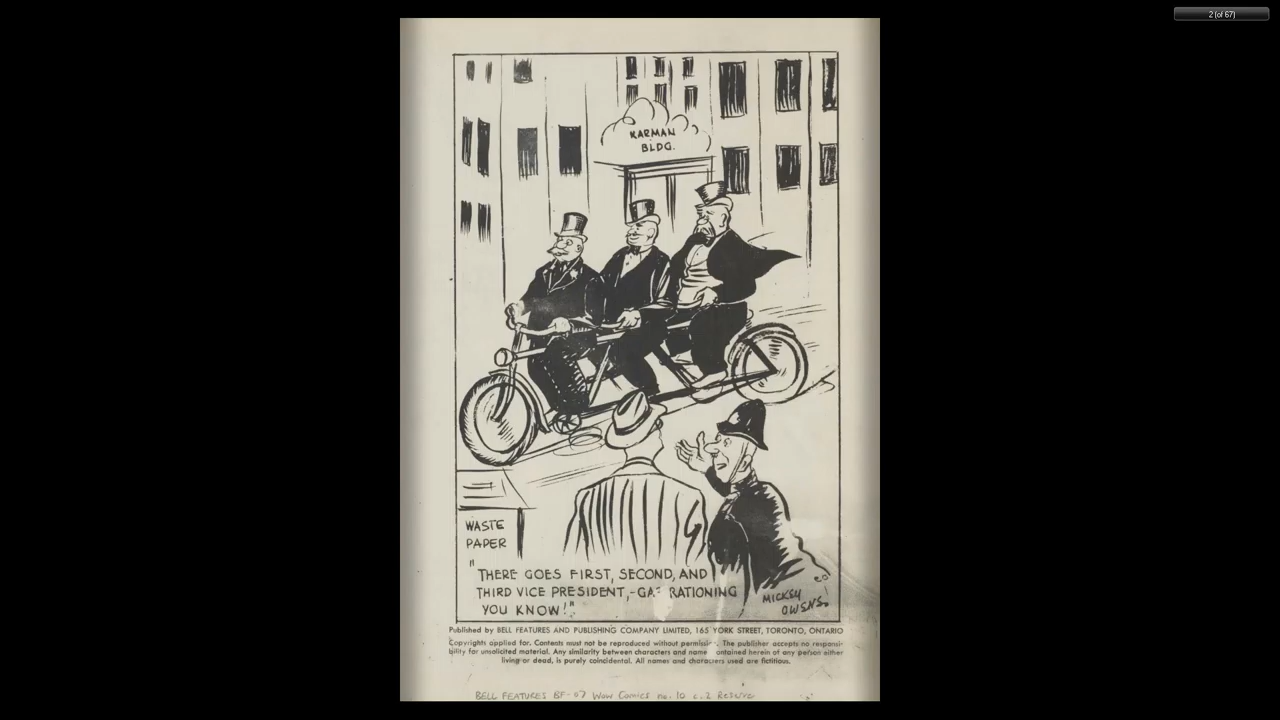 2 (of 67)
KARMAN
BLDG.
WASTE
PAPER
"THERE GOES FIRST, SECOND, AND
THIRD VICE PRESIDENT,-GAS RATIONING
YOU KNOW!"
MICKEY
OWENS
Published by BELL FEATURES AND PUBLISHING COMPANY LIMITED, 165 YORK STREET, TORONTO, ONTARIO
Copyrights applied for. Contents must not be reproduced without permission. The publisher accepts no responsi-
bility for unsolicited material. Any similarity between characters and name contained herein of any person either
living or dead, is purely coincidental. All names and characters used are fictitious.
BELL FEATURES BF-67 Wow Comics no. 10 c.2 Reserve